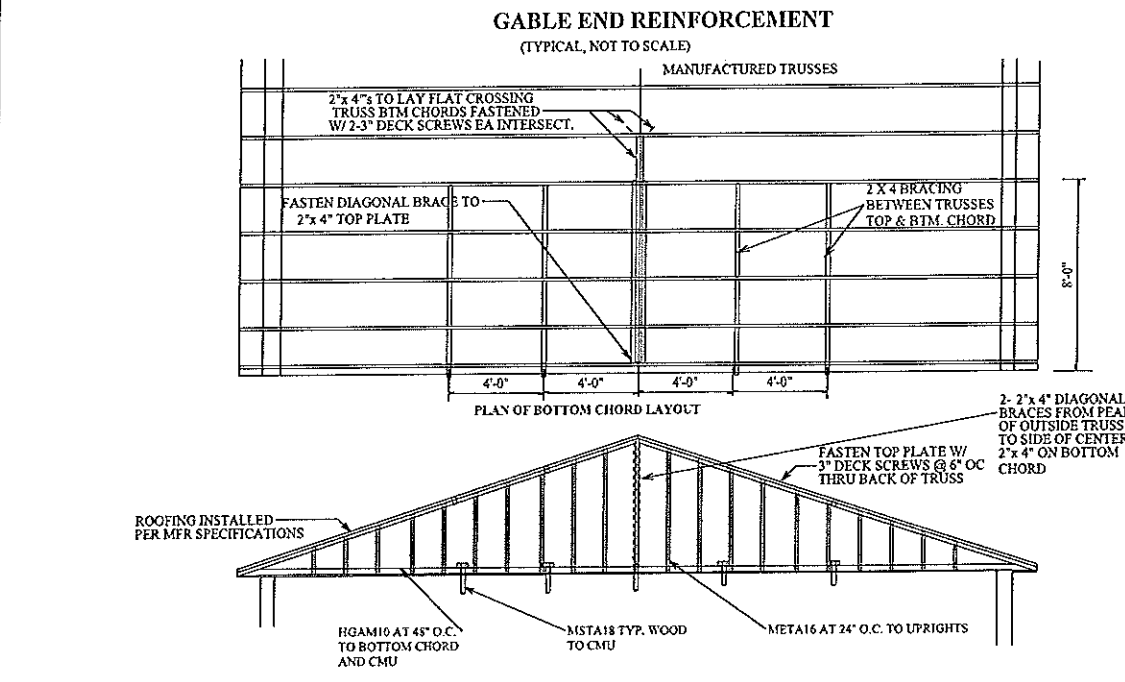 GABLE END REINFORCEMENT
(TYPICAL, NOT TO SCALE)
MANUFACTURED TRUSSES
2"x 4"'s TO LAY FLAT CROSSING
TRUSS BTM CHORDS FASTENED
W/ 2-3" DECK SCREWS EA INTERSECT.
FASTEN DIAGONAL BRACE TO
2"x 4" TOP PLATE
2 X 4 BRACING
BETWEEN TRUSSES
TOP & BTM. CHORD
8'-0"
4'-0" 4'-0" 4'-0" 4'-0"
PLAN OF BOTTOM CHORD LAYOUT
2- 2"x 4" DIAGONAL
BRACES FROM PEA
OF OUTSIDE TRUSS
TO SIDE OF CENTER
2"x 4" ON BOTTOM
CHORD
FASTEN TOP PLATE W/
3" DECK SCREWS @ 6" OC
THRU BACK OF TRUSS
ROOFING INSTALLED
PER MFR SPECIFICATIONS
HGAM10 AT 48" O.C.
TO BOTTOM CHORD
AND CMU
MSTA18 TYP. WOOD
TO CMU
META16 AT 24" O.C. TO UPRIGHTS